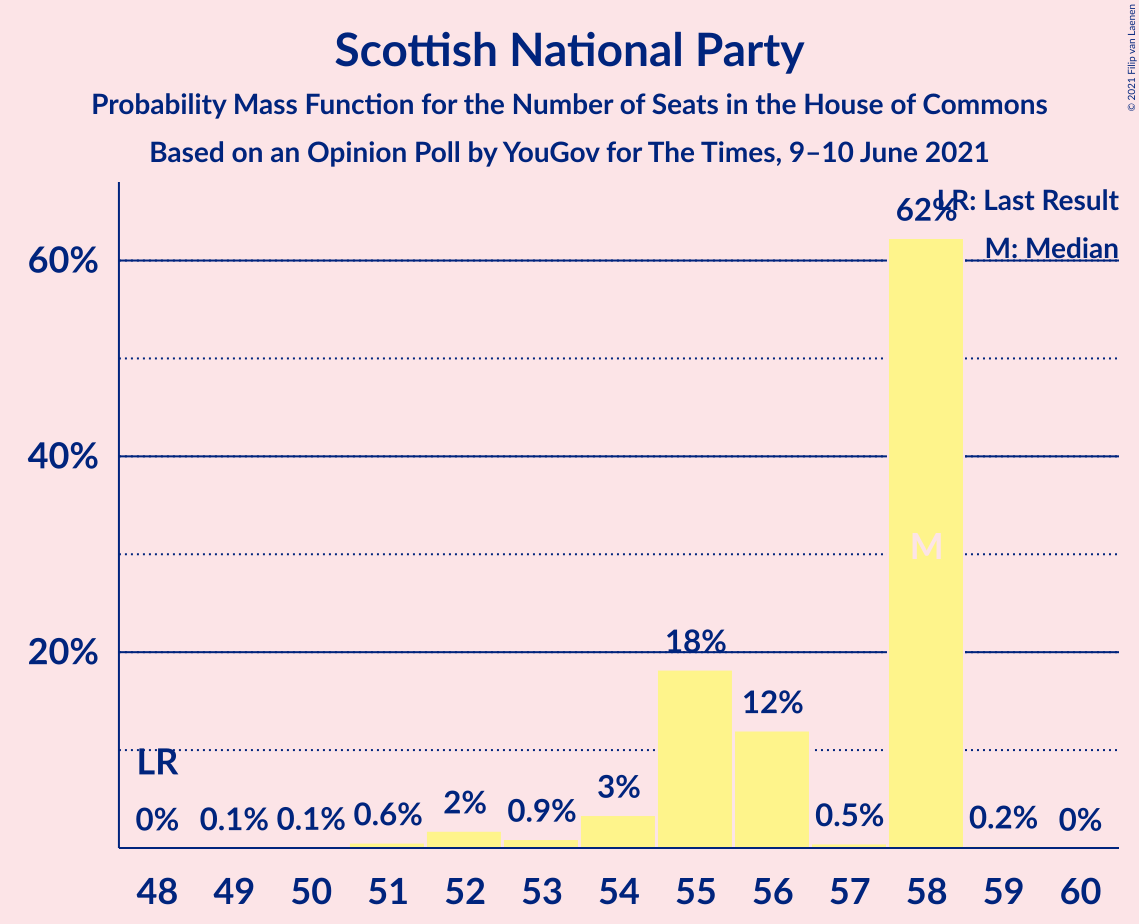 Scottish National Party
Probability Mass Function for the Number of Seats in the House of Commons
Based on an Opinion Poll by YouGov for The Times, 9–10 June 2021
© 2021 Filip van Laenen
LR: Last Result
M: Median
60%
40%
20%
LR
M
0% 0.1% 0.1% 0.6% 2% 0.9% 3% 18% 12% 0.5% 62% 0.2% 0%
48 49 50 51 52 53 54 55 56 57 58 59 60